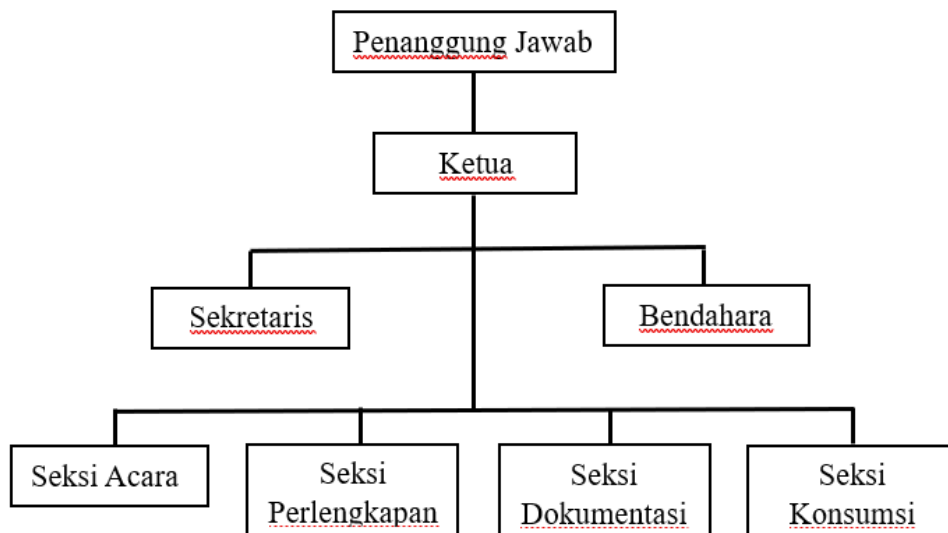 Penanggung Jawab
Ketua
Sekretaris
Bendahara
Seksi Acara
Seksi
Perlengkapan
Seksi
Dokumentasi
Seksi
Konsumsi